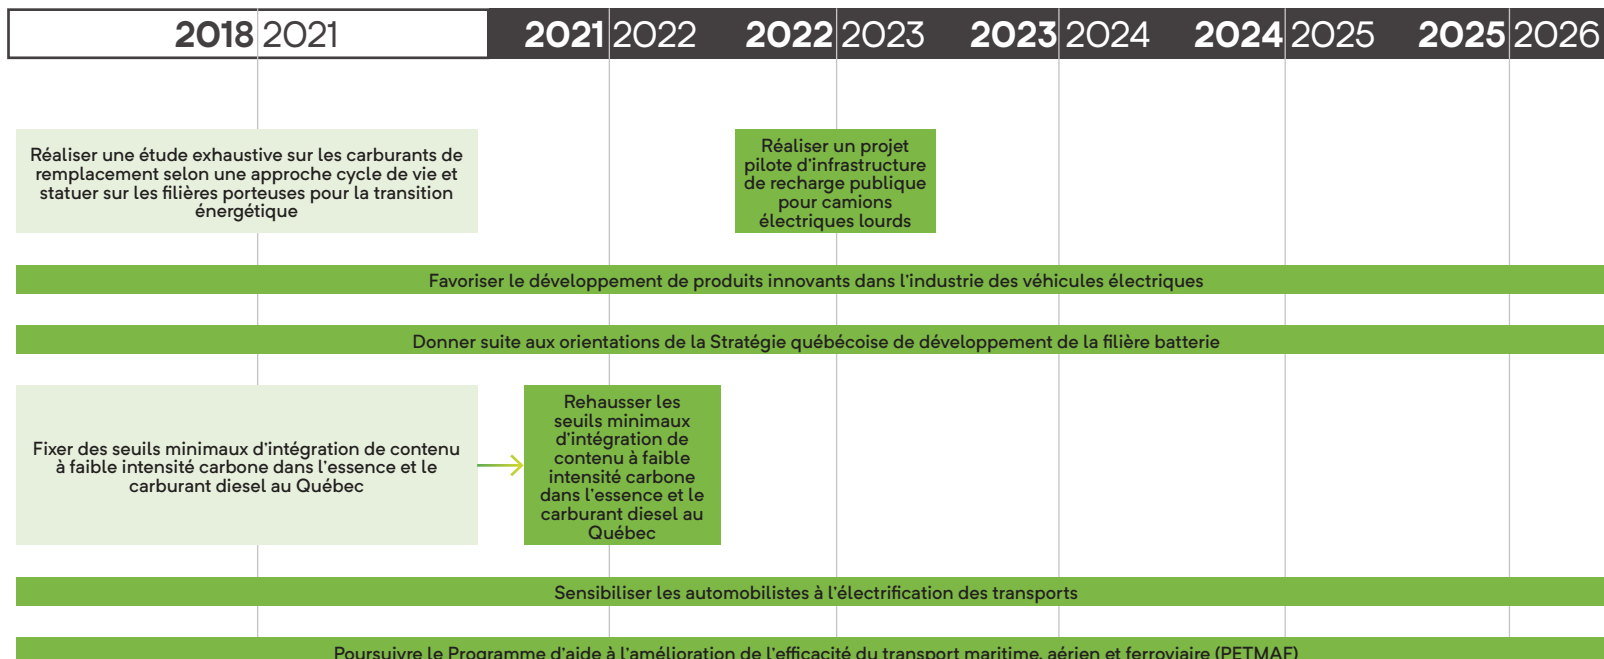 2018 2021 2021 2022 2022 2023 2023 2024 2024 2025 2025 2026
Réaliser une étude exhaustive sur les carburants de
remplacement selon une approche cycle de vie et
statuer sur les filières porteuses pour la transition
énergétique
Réaliser un projet
pilote d'infrastructure
de recharge publique
pour camions
électriques lourds
Favoriser le développement de produits innovants dans l'industrie des véhicules électriques
Donner suite aux orientations de la Stratégie québécoise de développement de la filière batterie
Fixer des seuils minimaux d'intégration de contenu
à faible intensité carbone dans l'essence et le
carburant diesel au Québec
Rehausser les
seuils minimaux
d'intégration de
contenu à faible
intensité carbone
dans l'essence et le
carburant diesel au
Québec
Sensibiliser les automobilistes à l'électrification des transports
Poursuivre le Programme d'aide à l'amélioration de l'efficacité du transport maritime, aérien et ferroviaire (PETMAF)